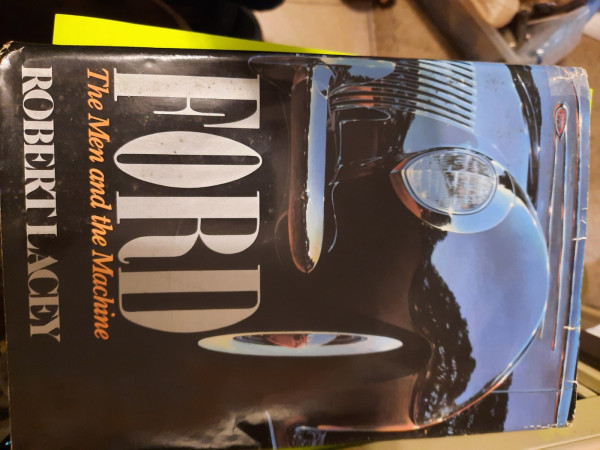 FORD
The Men and the Machine
ROBERT LACEY